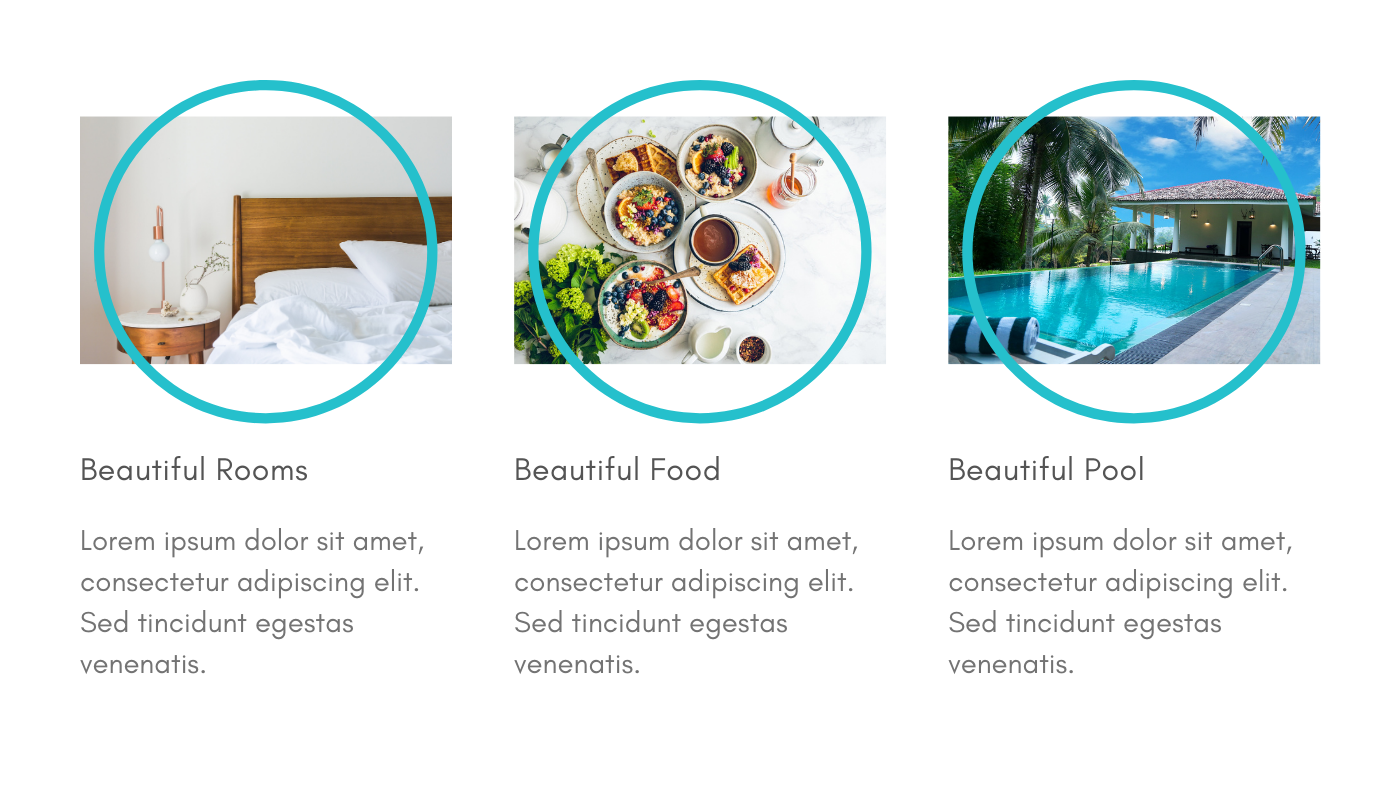 Beautiful Rooms
Lorem ipsum dolor sit amet,
consectetur adipiscing elit.
Sed tincidunt egestas
venenatis.
Beautiful Food
Lorem ipsum dolor sit amet,
consectetur adipiscing elit.
Sed tincidunt egestas
venenatis.
Beautiful Pool
Lorem ipsum dolor sit amet,
consectetur adipiscing elit.
Sed tincidunt egestas
venenatis.